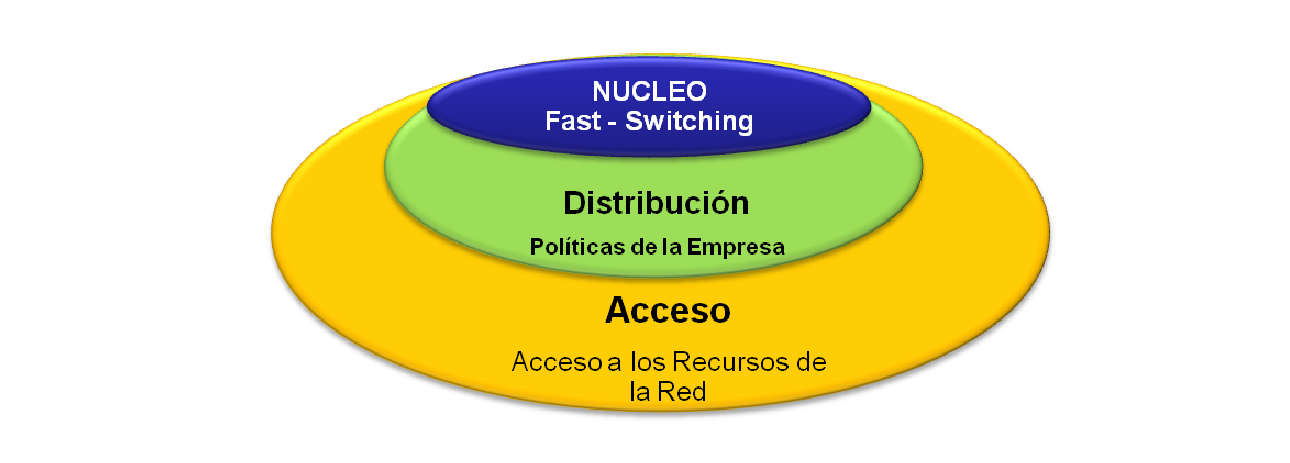 NUCLEO
Fast - Switching
Distribución
Políticas de la Empresa
Acceso
Acceso a los Recursos de
la Red